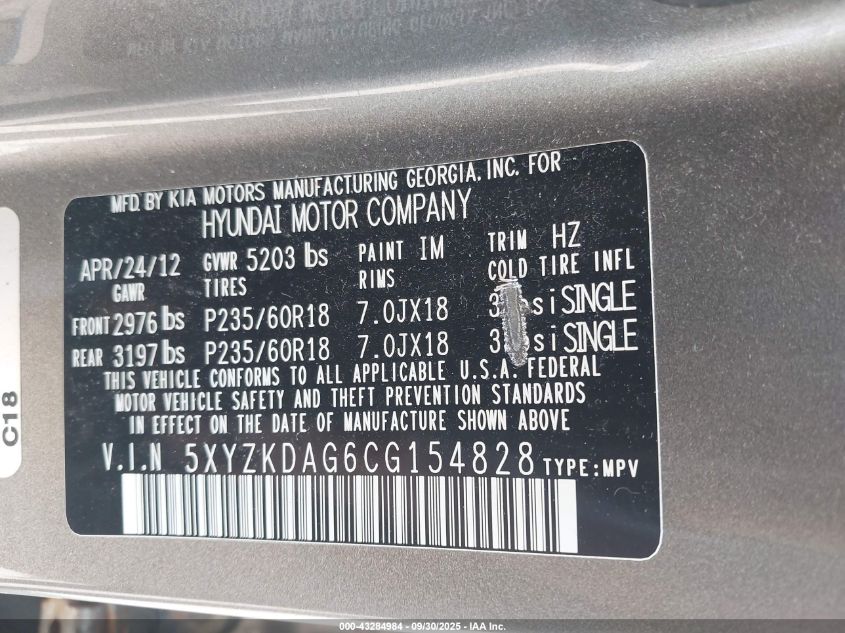 MFD. BY KIA MOTORS MANUFACTURING GEORGIA. INC. FOR
HYUNDAI MOTOR COMPANY
APR/24/12 GVWR 5203 lbs PAINT IM TRIM HZ
GAWR TIRES RIMS COLD TIRE INFL
FRONT 2976 lbs P235/60R18 7.0JX18 SINGLE
REAR 3197 lbs P235/60R18 7.0JX18 SINGLE
THIS VEHICLE CONFORMS TO ALL APPLICABLE U.S.A. FEDERAL
MOTOR VEHICLE SAFETY AND THEFT PREVENTION STANDARDS
IN EFFECT ON THE DATE OF MANUFACTURE SHOWN ABOVE
V.I.N 5XYZKDAG6CG154828 TYPE:MPV
C18
000-43284984 - 09/30/2025 - IAA Inc.